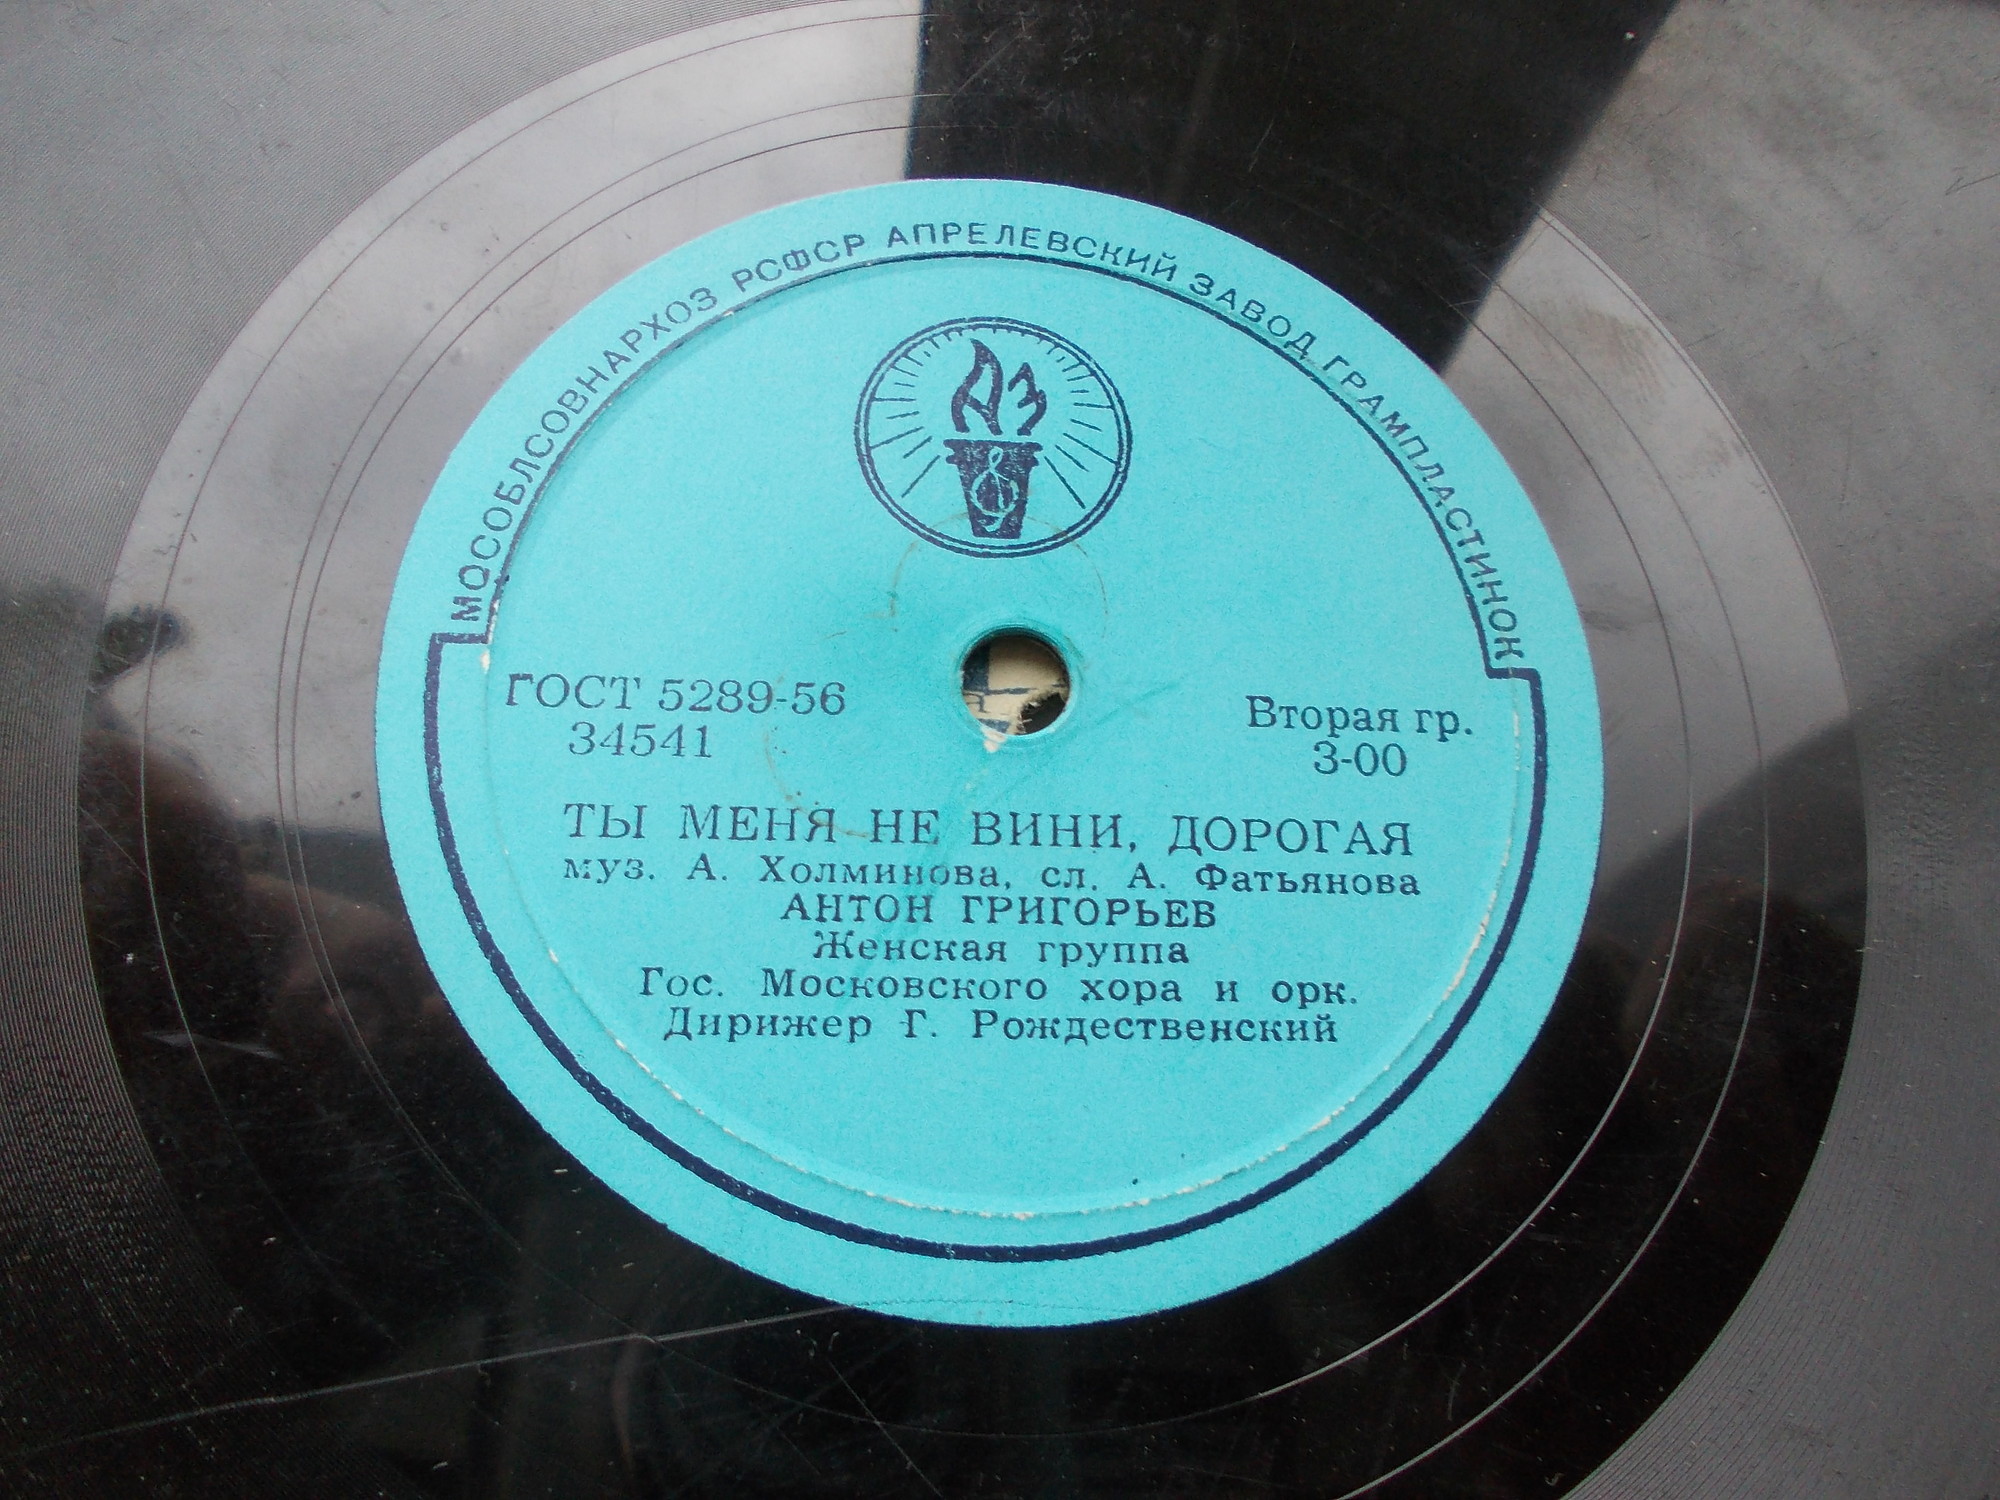 МОСОБЛСОВНАРХОЗ РСФСР АПРЕЛЕВСКИЙ ЗАВОД ГРАМПЛАСТИНОК
АЗ
ГОСТ 5289-56
34541
Вторая гр.
3-00
ТЫ МЕНЯ НЕ ВИНИ, ДОРОГАЯ
муз. А. Холминова, сл. А. Фатьянова
АНТОН ГРИГОРЬЕВ
Женская группа
Гос. Московского хора и орк.
Дирижер Г. Рождественский